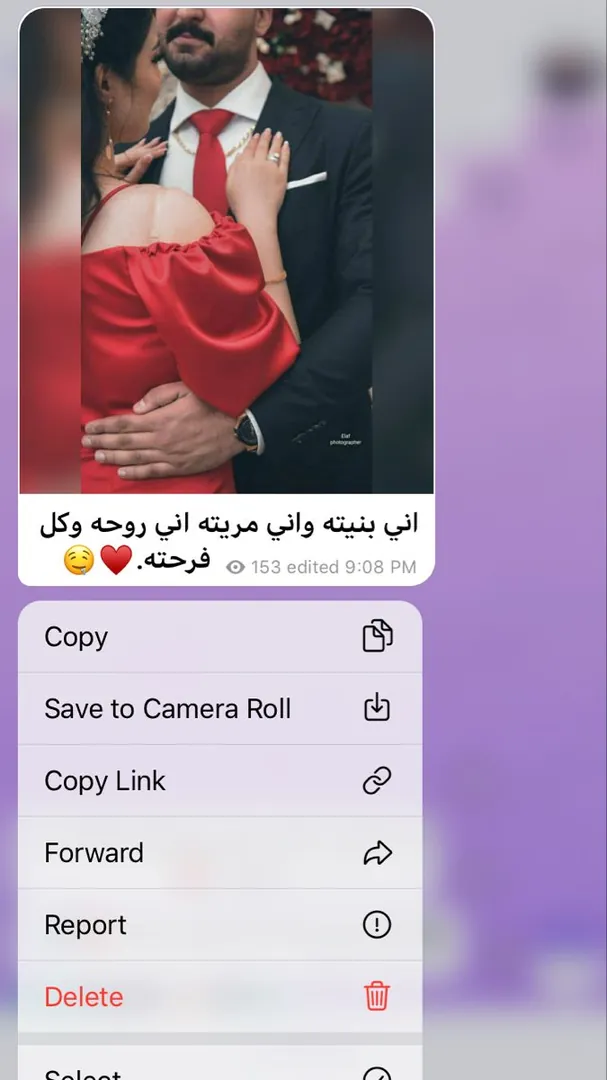 Elaf
photographer
اني بنيته واني مريته اني روحه وكل
فرحته.♥️🤤
153 edited 9:08 PM
Copy
Save to Camera Roll
Copy Link
Forward
Report
Delete
Select